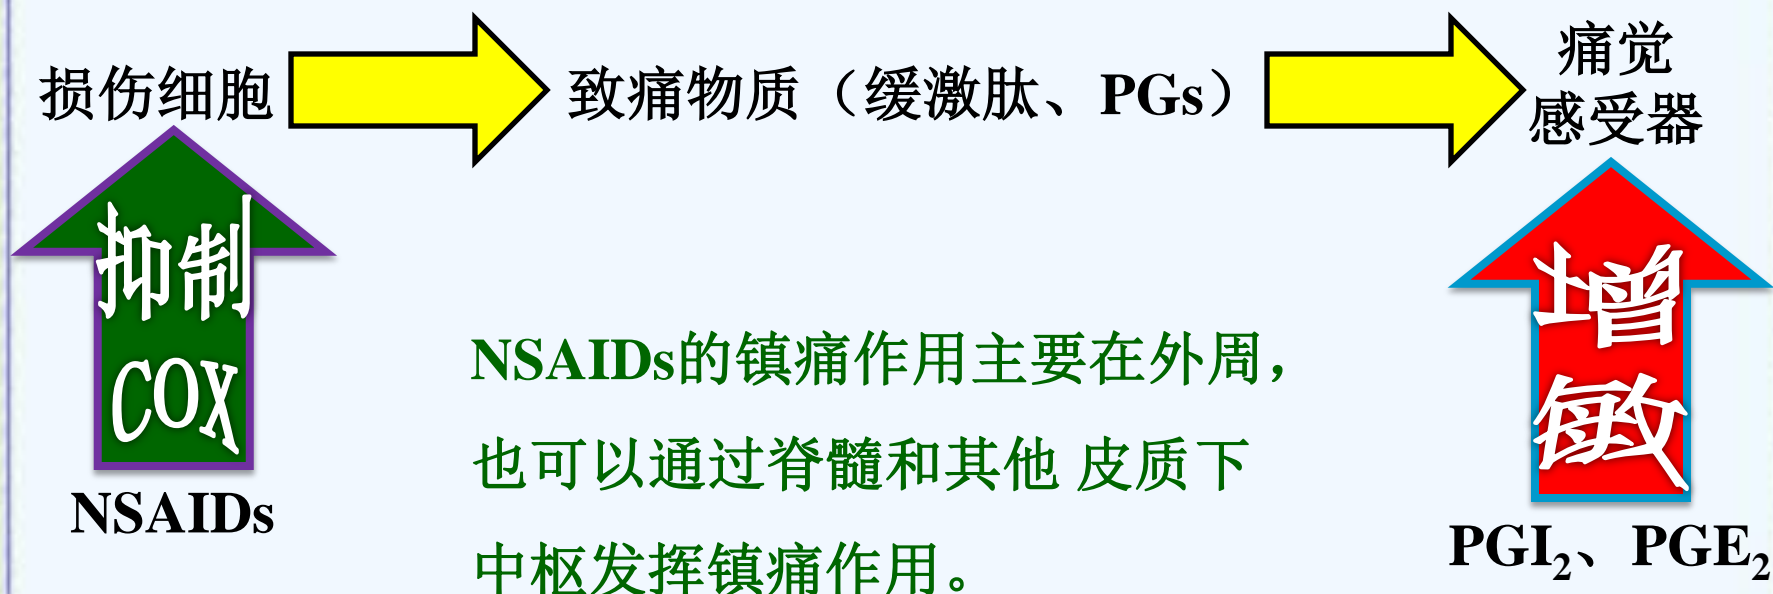 损伤细胞
致痛物质（缓激肽、PGs）
痛觉
感受器
抑制
COX
NSAIDs
NSAIDs的镇痛作用主要在外周，
也可以通过脊髓和其他 皮质下
中枢发挥镇痛作用。
增
敏
PGI₂、PGE₂